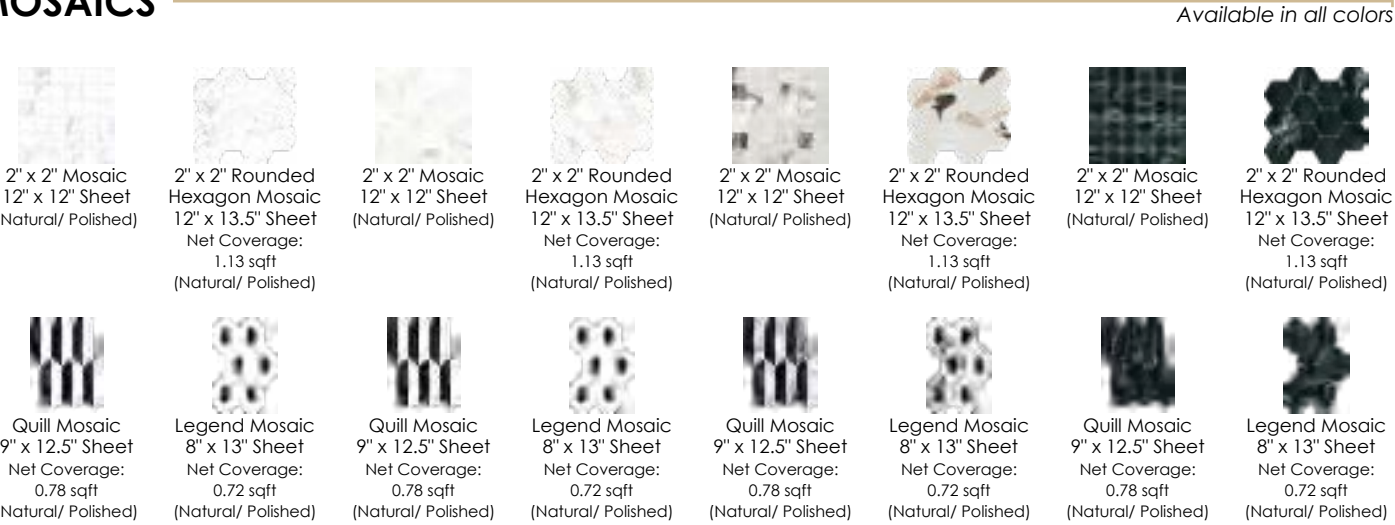 MOSAICS
Available in all colors
2" x 2" Mosaic
12" x 12" Sheet
(Natural/ Polished)
2" x 2" Rounded
Hexagon Mosaic
12" x 13.5" Sheet
Net Coverage:
1.13 sqft
(Natural/ Polished)
2" x 2" Mosaic
12" x 12" Sheet
(Natural/ Polished)
2" x 2" Rounded
Hexagon Mosaic
12" x 13.5" Sheet
Net Coverage:
1.13 sqft
(Natural/ Polished)
2" x 2" Mosaic
12" x 12" Sheet
(Natural/ Polished)
2" x 2" Rounded
Hexagon Mosaic
12" x 13.5" Sheet
Net Coverage:
1.13 sqft
(Natural/ Polished)
2" x 2" Mosaic
12" x 12" Sheet
(Natural/ Polished)
2" x 2" Rounded
Hexagon Mosaic
12" x 13.5" Sheet
Net Coverage:
1.13 sqft
(Natural/ Polished)
Quill Mosaic
9" x 12.5" Sheet
Net Coverage:
0.78 sqft
(Natural/ Polished)
Legend Mosaic
8" x 13" Sheet
Net Coverage:
0.72 sqft
(Natural/ Polished)
Quill Mosaic
9" x 12.5" Sheet
Net Coverage:
0.78 sqft
(Natural/ Polished)
Legend Mosaic
8" x 13" Sheet
Net Coverage:
0.72 sqft
(Natural/ Polished)
Quill Mosaic
9" x 12.5" Sheet
Net Coverage:
0.78 sqft
(Natural/ Polished)
Legend Mosaic
8" x 13" Sheet
Net Coverage:
0.72 sqft
(Natural/ Polished)
Quill Mosaic
9" x 12.5" Sheet
Net Coverage:
0.78 sqft
(Natural/ Polished)
Legend Mosaic
8" x 13" Sheet
Net Coverage:
0.72 sqft
(Natural/ Polished)